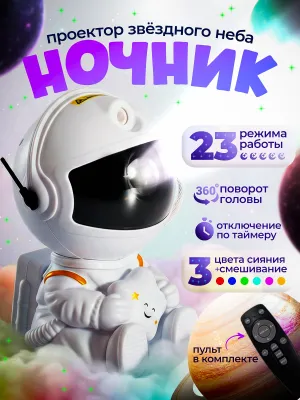 проектор звёздного неба
НОЧНИК
23 режима
работы
360° поворот
головы
отключение
по таймеру
3 цвета сияния
+смешивание
пульт
в комплекте